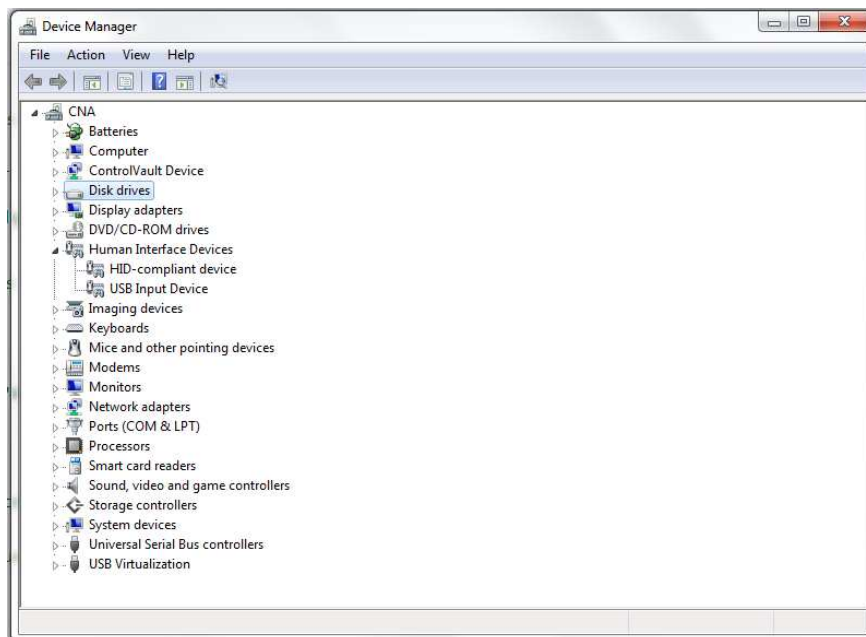 Device Manager
File Action View Help
CNA
Batteries
Computer
ControlVault Device
Disk drives
Display adapters
DVD/CD-ROM drives
Human Interface Devices
HID-compliant device
USB Input Device
Imaging devices
Keyboards
Mice and other pointing devices
Modems
Monitors
Network adapters
Ports (COM & LPT)
Processors
Smart card readers
Sound, video and game controllers
Storage controllers
System devices
Universal Serial Bus controllers
USB Virtualization